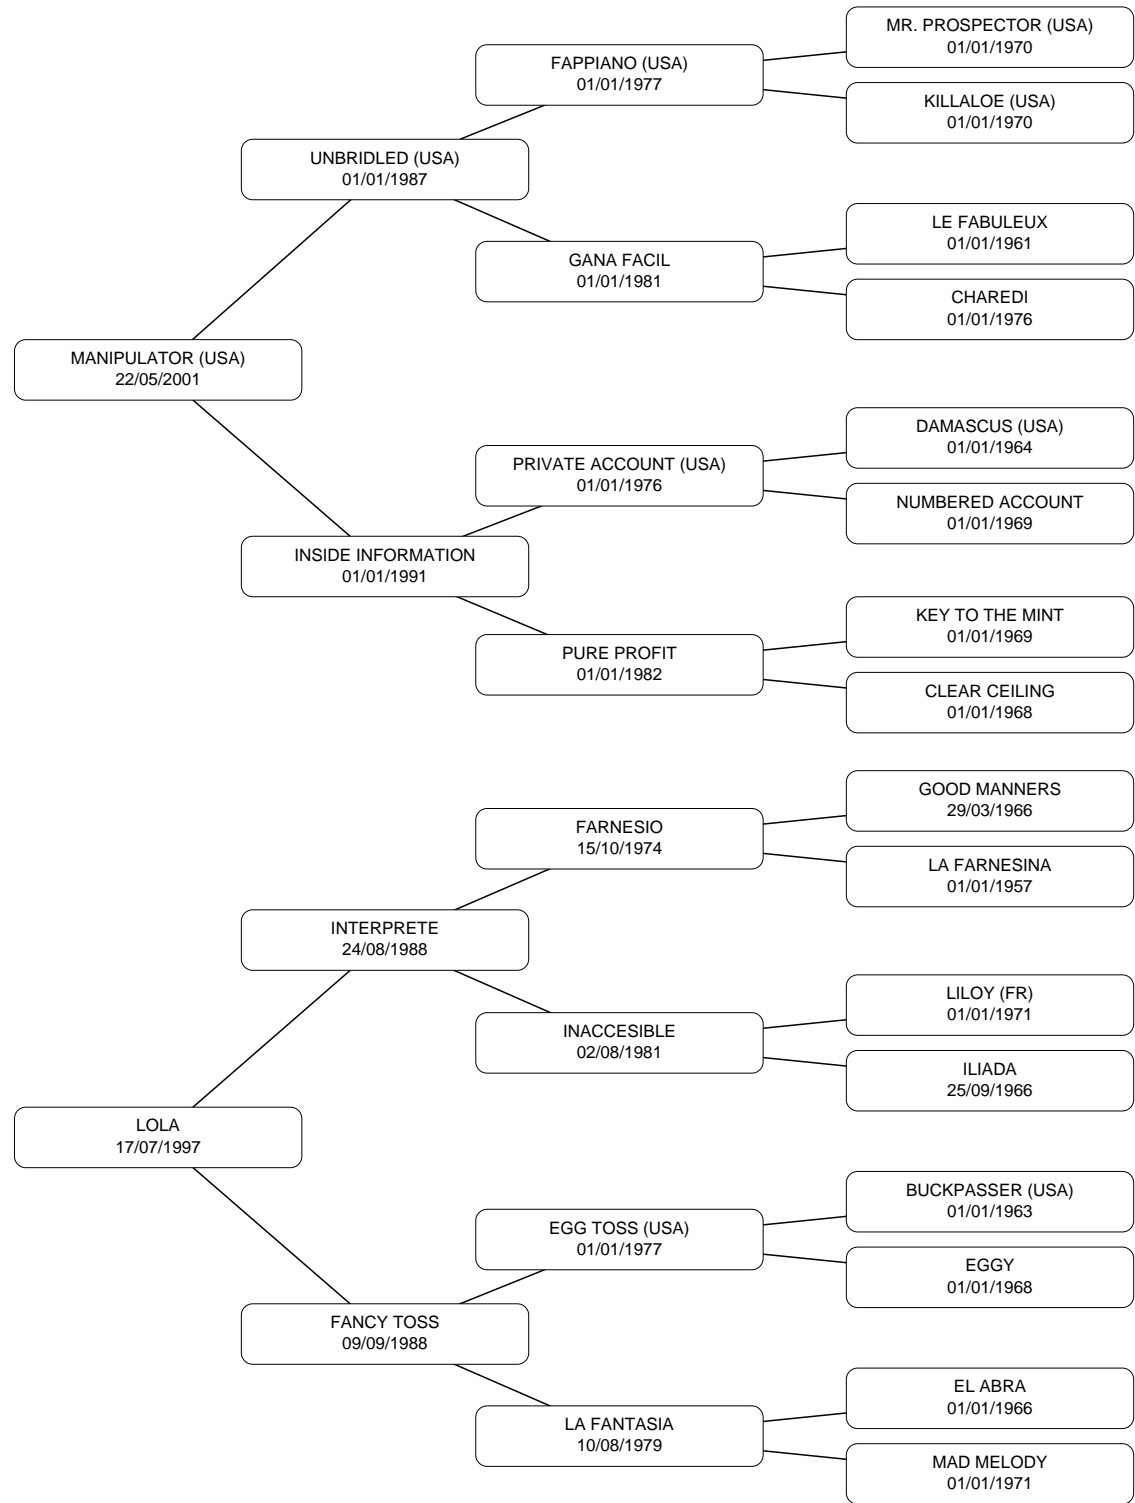 MR. PROSPECTOR (USA)
01/01/1970
FAPPIANO (USA)
01/01/1977
KILLALOE (USA)
01/01/1970
UNBRIDLED (USA)
01/01/1987
LE FABULEUX
01/01/1961
GANA FACIL
01/01/1981
CHAREDI
01/01/1976
MANIPULATOR (USA)
22/05/2001
DAMASCUS (USA)
01/01/1964
PRIVATE ACCOUNT (USA)
01/01/1976
NUMBERED ACCOUNT
01/01/1969
INSIDE INFORMATION
01/01/1991
KEY TO THE MINT
01/01/1969
PURE PROFIT
01/01/1982
CLEAR CEILING
01/01/1968
GOOD MANNERS
29/03/1966
FARNESIO
15/10/1974
LA FARNESINA
01/01/1957
INTERPRETE
24/08/1988
LILOY (FR)
01/01/1971
INACCESIBLE
02/08/1981
ILIADA
25/09/1966
LOLA
17/07/1997
BUCKPASSER (USA)
01/01/1963
EGG TOSS (USA)
01/01/1977
EGGY
01/01/1968
FANCY TOSS
09/09/1988
EL ABRA
01/01/1966
LA FANTASIA
10/08/1979
MAD MELODY
01/01/1971